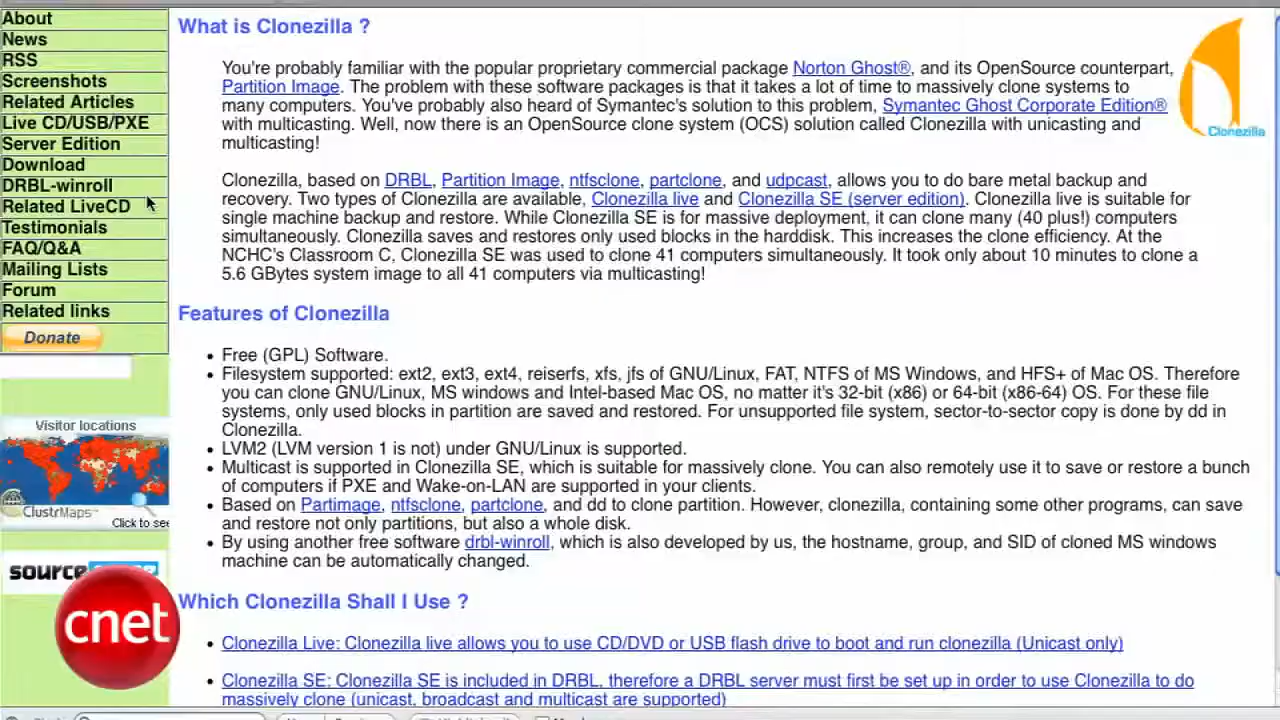 About
News
RSS
Screenshots
Related Articles
Live CD/USB/PXE
Server Edition
Download
DRBL-winroll
Related LiveCD
Testimonials
FAQ/Q&A
Mailing Lists
Forum
Related links
Donate
Visitor locations
ClustrMaps™
Click to see
source
cnet
What is Clonezilla ?
Clonezilla
You're probably familiar with the popular proprietary commercial package Norton Ghost®, and its OpenSource counterpart,
Partition Image. The problem with these software packages is that it takes a lot of time to massively clone systems to
many computers. You've probably also heard of Symantec's solution to this problem, Symantec Ghost Corporate Edition®
with multicasting. Well, now there is an OpenSource clone system (OCS) solution called Clonezilla with unicasting and
multicasting!
Clonezilla, based on DRBL, Partition Image, ntfsclone, partclone, and udpcast, allows you to do bare metal backup and
recovery. Two types of Clonezilla are available, Clonezilla live and Clonezilla SE (server edition). Clonezilla live is suitable for
single machine backup and restore. While Clonezilla SE is for massive deployment, it can clone many (40 plus!) computers
simultaneously. Clonezilla saves and restores only used blocks in the harddisk. This increases the clone efficiency. At the
NCHC's Classroom C, Clonezilla SE was used to clone 41 computers simultaneously. It took only about 10 minutes to clone a
5.6 GBytes system image to all 41 computers via multicasting!
Features of Clonezilla
• Free (GPL) Software.
• Filesystem supported: ext2, ext3, ext4, reiserfs, xfs, jfs of GNU/Linux, FAT, NTFS of MS Windows, and HFS+ of Mac OS. Therefore
you can clone GNU/Linux, MS windows and Intel-based Mac OS, no matter it's 32-bit (x86) or 64-bit (x86-64) OS. For these file
systems, only used blocks in partition are saved and restored. For unsupported file system, sector-to-sector copy is done by dd in
Clonezilla.
• LVM2 (LVM version 1 is not) under GNU/Linux is supported.
• Multicast is supported in Clonezilla SE, which is suitable for massively clone. You can also remotely use it to save or restore a bunch
of computers if PXE and Wake-on-LAN are supported in your clients.
• Based on Partimage, ntfsclone, partclone, and dd to clone partition. However, clonezilla, containing some other programs, can save
and restore not only partitions, but also a whole disk.
• By using another free software drbl-winroll, which is also developed by us, the hostname, group, and SID of cloned MS windows
machine can be automatically changed.
Which Clonezilla Shall I Use ?
• Clonezilla Live: Clonezilla live allows you to use CD/DVD or USB flash drive to boot and run clonezilla (Unicast only)
• Clonezilla SE: Clonezilla SE is included in DRBL, therefore a DRBL server must first be set up in order to use Clonezilla to do
massively clone (unicast, broadcast and multicast are supported)